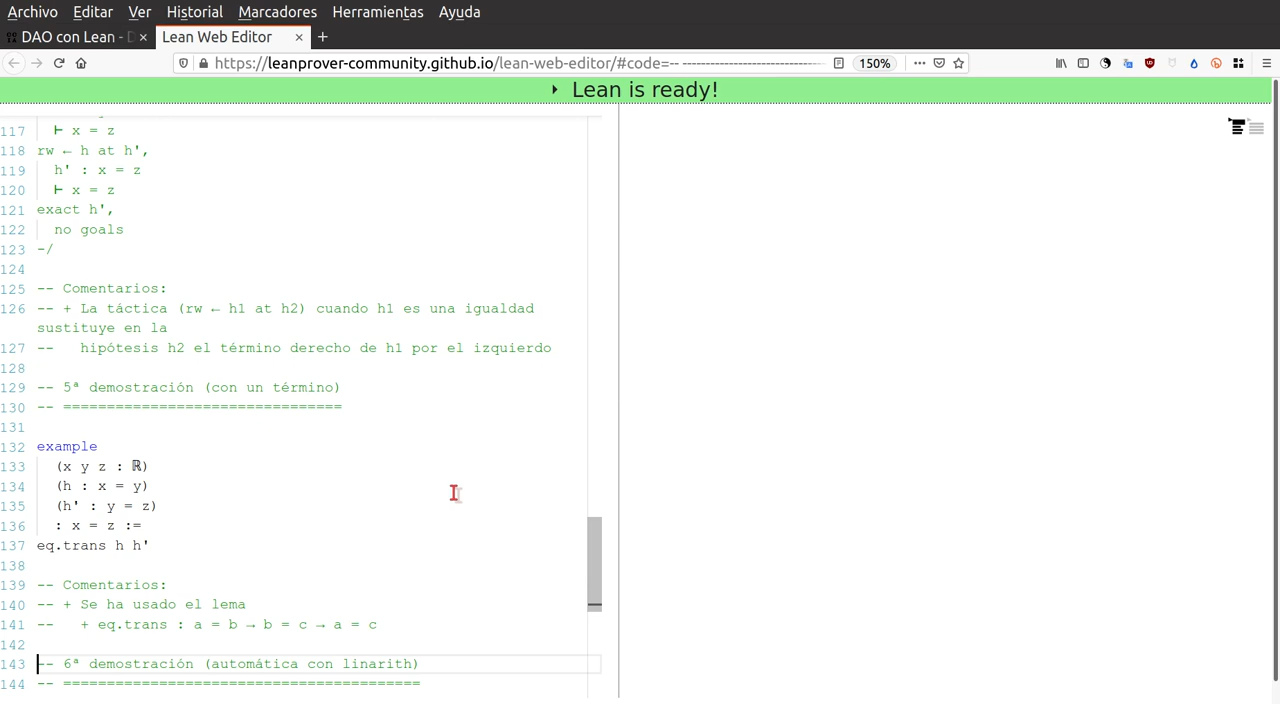 Archivo Editar Ver Historial Marcadores Herramientas Ayuda
DAO con Lean - D × Lean Web Editor × +
https://leanprover-community.github.io/lean-web-editor/#code=-- ------------------------------ 150%
Lean is ready!
117 ⊢ x = z
118 rw ← h at h',
119 h' : x = z
120 ⊢ x = z
121 exact h',
122 no goals
123 -/
124
125 -- Comentarios:
126 -- + La táctica (rw ← h1 at h2) cuando h1 es una igualdad
sustituye en la
127 --   hipótesis h2 el término derecho de h1 por el izquierdo
128
129 -- 5ª demostración (con un término)
130 -- ================================
131
132 example
133 (x y z : ℝ)
134 (h : x = y)
135 (h' : y = z)
136 : x = z :=
137 eq.trans h h'
138
139 -- Comentarios:
140 -- + Se ha usado el lema
141 --   + eq.trans : a = b → b = c → a = c
142
143 -- 6ª demostración (automática con linarith)
144 -- =========================================